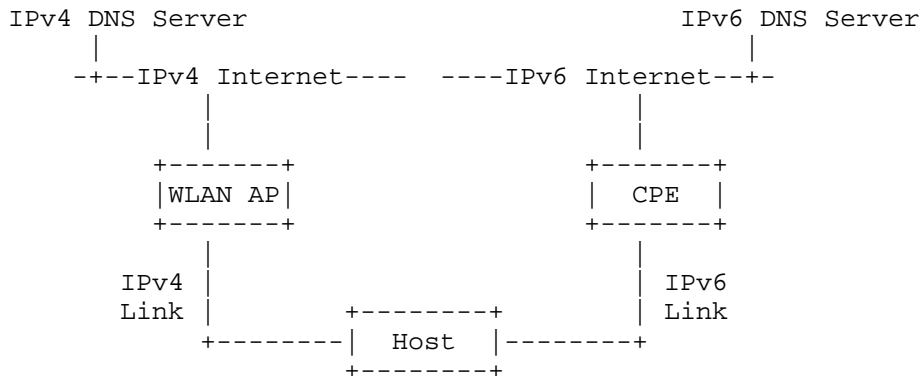 IPv4 DNS Server IPv6 DNS Server
IPv4 Internet IPv6 Internet
WLAN AP CPE
IPv4 IPv6
Link Link
Host